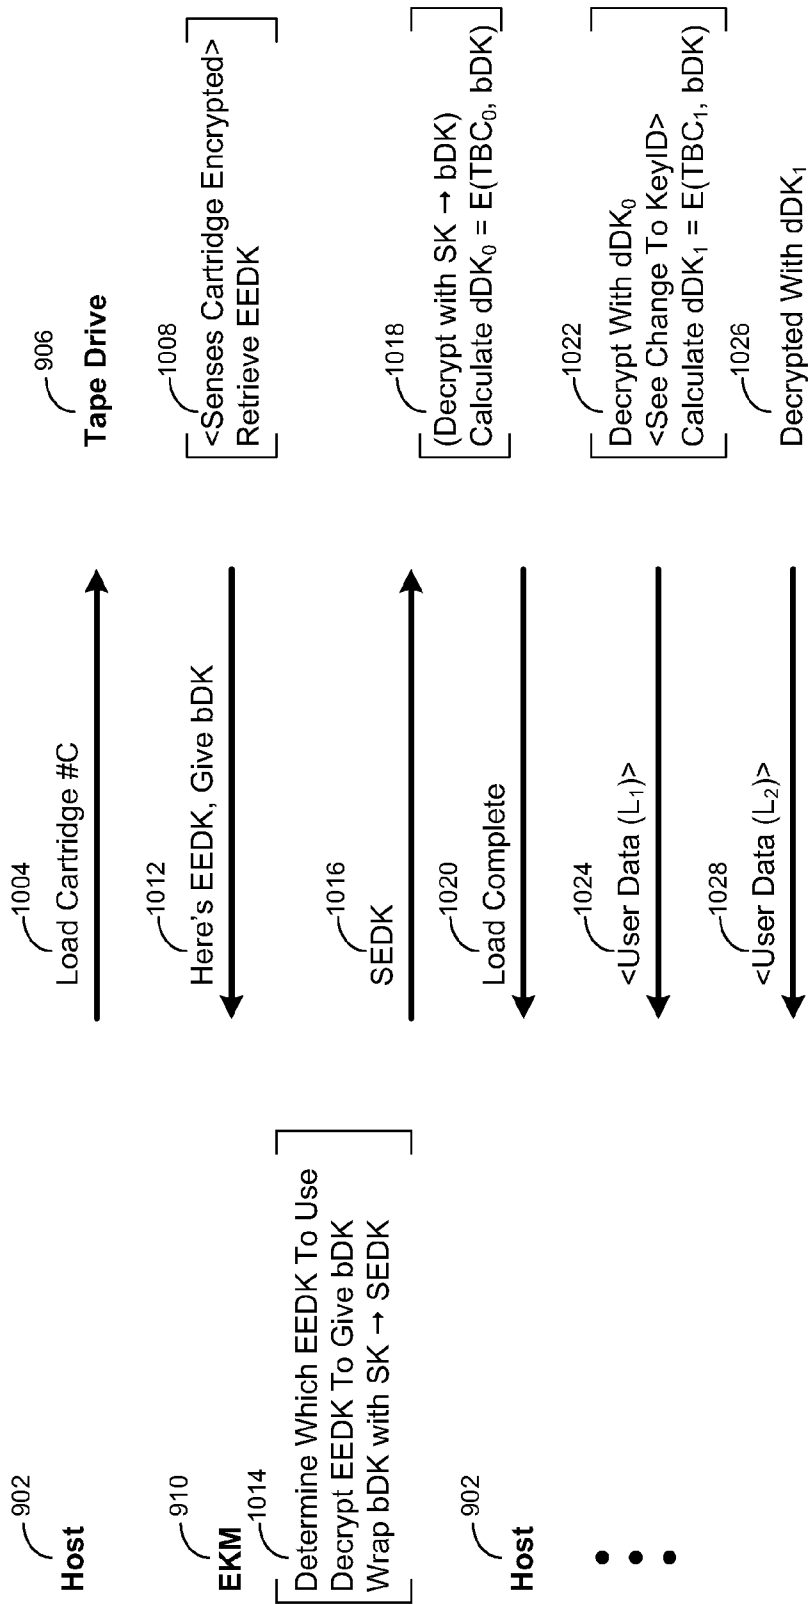 902
Host
1004
Load Cartridge #C
906
Tape Drive
910
EKM
1012
Here's EEDK, Give bDK
1008
<Senses Cartridge Encrypted>
Retrieve EEDK
1014
Determine Which EEDK To Use
Decrypt EEDK To Give bDK
Wrap bDK with SK → SEDK
1016
SEDK
1018
(Decrypt with SK → bDK)
Calculate dDK₀ = E(TBC₀, bDK)
902
Host
1020
Load Complete
1024
<User Data (L₁)>
1022
Decrypt With dDK₀
<See Change To KeyID>
Calculate dDK₁ = E(TBC₁, bDK)
1028
<User Data (L₂)>
1026
Decrypted With dDK₁